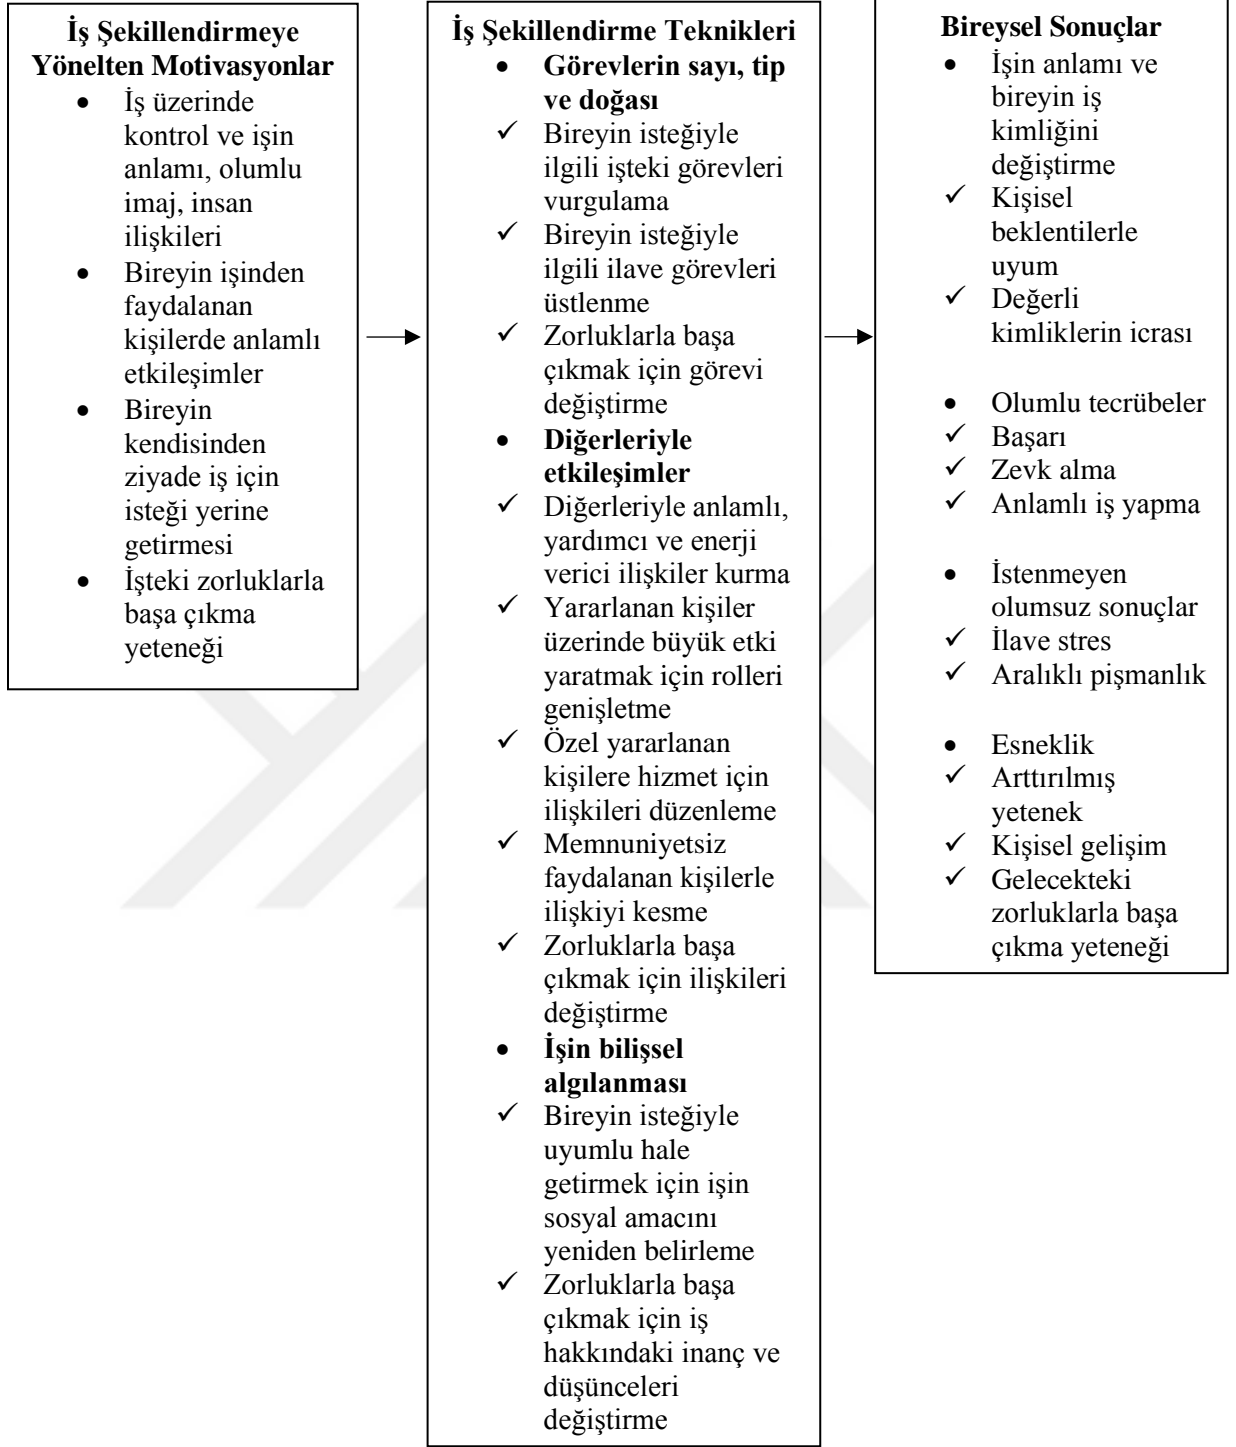 İş Şekillendirmeye
Yönelten Motivasyonlar
• İş üzerinde
kontrol ve işin
anlamı, olumlu
imaj, insan
ilişkileri
• Bireyin işinden
faydalanan
kişilerde anlamlı
etkileşimler
• Bireyin
kendisinden
ziyade iş için
isteği yerine
getirmesi
• İşteki zorluklarla
başa çıkma
yeteneği
İş Şekillendirme Teknikleri
• Görevlerin sayı, tip
ve doğası
✓ Bireyin isteğiyle
ilgili işteki görevleri
vurgulama
✓ Bireyin isteğiyle
ilgili ilave görevleri
üstlenme
✓ Zorluklarla başa
çıkmak için görevi
değiştirme
• Diğerleriyle
etkileşimler
✓ Diğerleriyle anlamlı,
yardımcı ve enerji
verici ilişkiler kurma
✓ Yararlanan kişiler
üzerinde büyük etki
yaratmak için rolleri
genişletme
✓ Özel yararlanan
kişilere hizmet için
ilişkileri düzenleme
✓ Memnuniyetsiz
faydalanan kişilerle
ilişkiyi kesme
✓ Zorluklarla başa
çıkmak için ilişkileri
değiştirme
• İşin bilişsel
algılanması
✓ Bireyin isteğiyle
uyumlu hale
getirmek için işin
sosyal amacını
yeniden belirleme
✓ Zorluklarla başa
çıkmak için iş
hakkındaki inanç ve
düşünceleri
değiştirme
Bireysel Sonuçlar
• İşin anlamı ve
bireyin iş
kimliğini
değiştirme
✓ Kişisel
beklentilerle
uyum
✓ Değerli
kimliklerin icrası
• Olumlu tecrübeler
✓ Başarı
✓ Zevk alma
✓ Anlamlı iş yapma
• İstenmeyen
olumsuz sonuçlar
✓ İlave stres
✓ Aralıklı pişmanlık
• Esneklik
✓ Arttırılmış
yetenek
✓ Kişisel gelişim
✓ Gelecekteki
zorluklarla başa
çıkma yeteneği